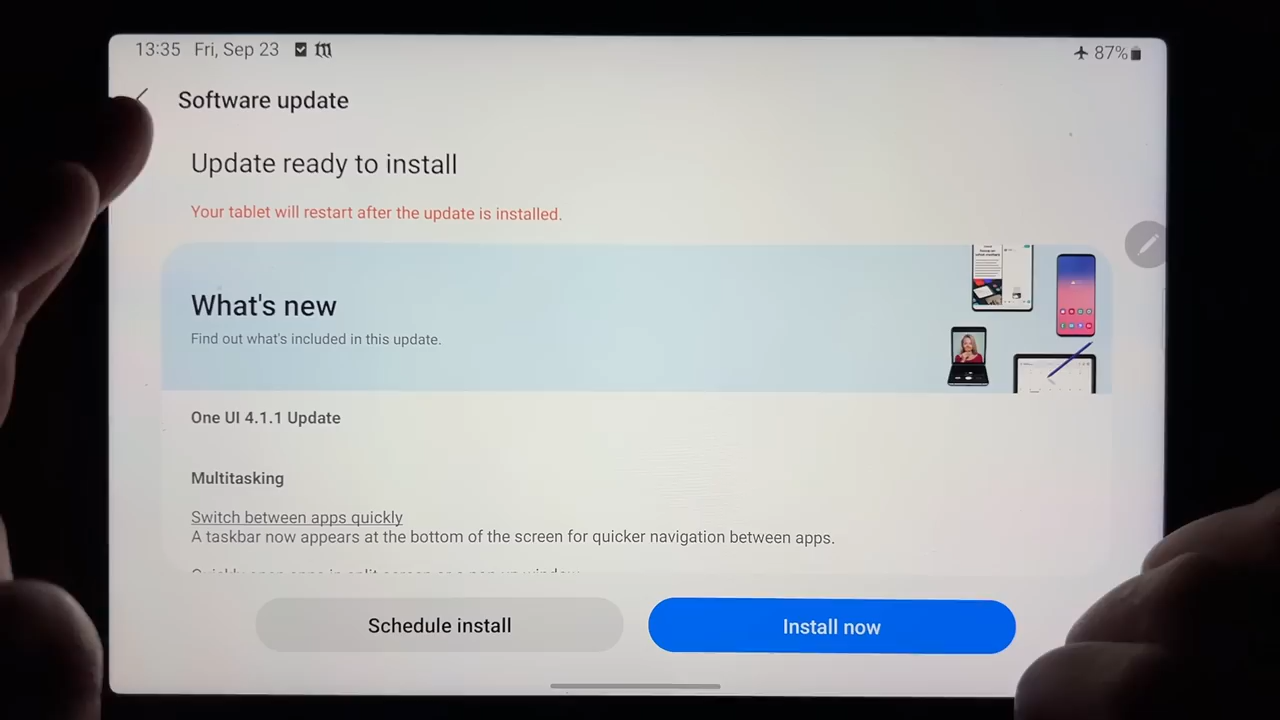 13:35 Fri, Sep 23
87%
Software update
Update ready to install
Your tablet will restart after the update is installed.
What's new
Find out what's included in this update.
One UI 4.1.1 Update
Multitasking
Switch between apps quickly
A taskbar now appears at the bottom of the screen for quicker navigation between apps.
Schedule install
Install now